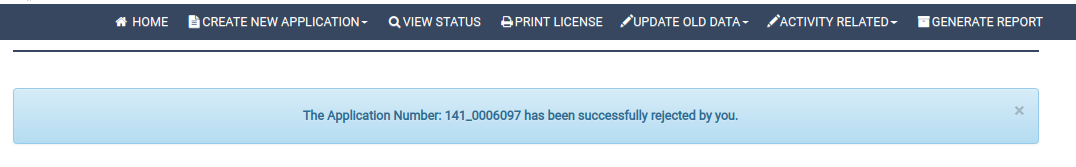 HOME CREATE NEW APPLICATION VIEW STATUS PRINT LICENSE UPDATE OLD DATA ACTIVITY RELATED GENERATE REPORT
The Application Number: 141_0006097 has been successfully rejected by you. ×